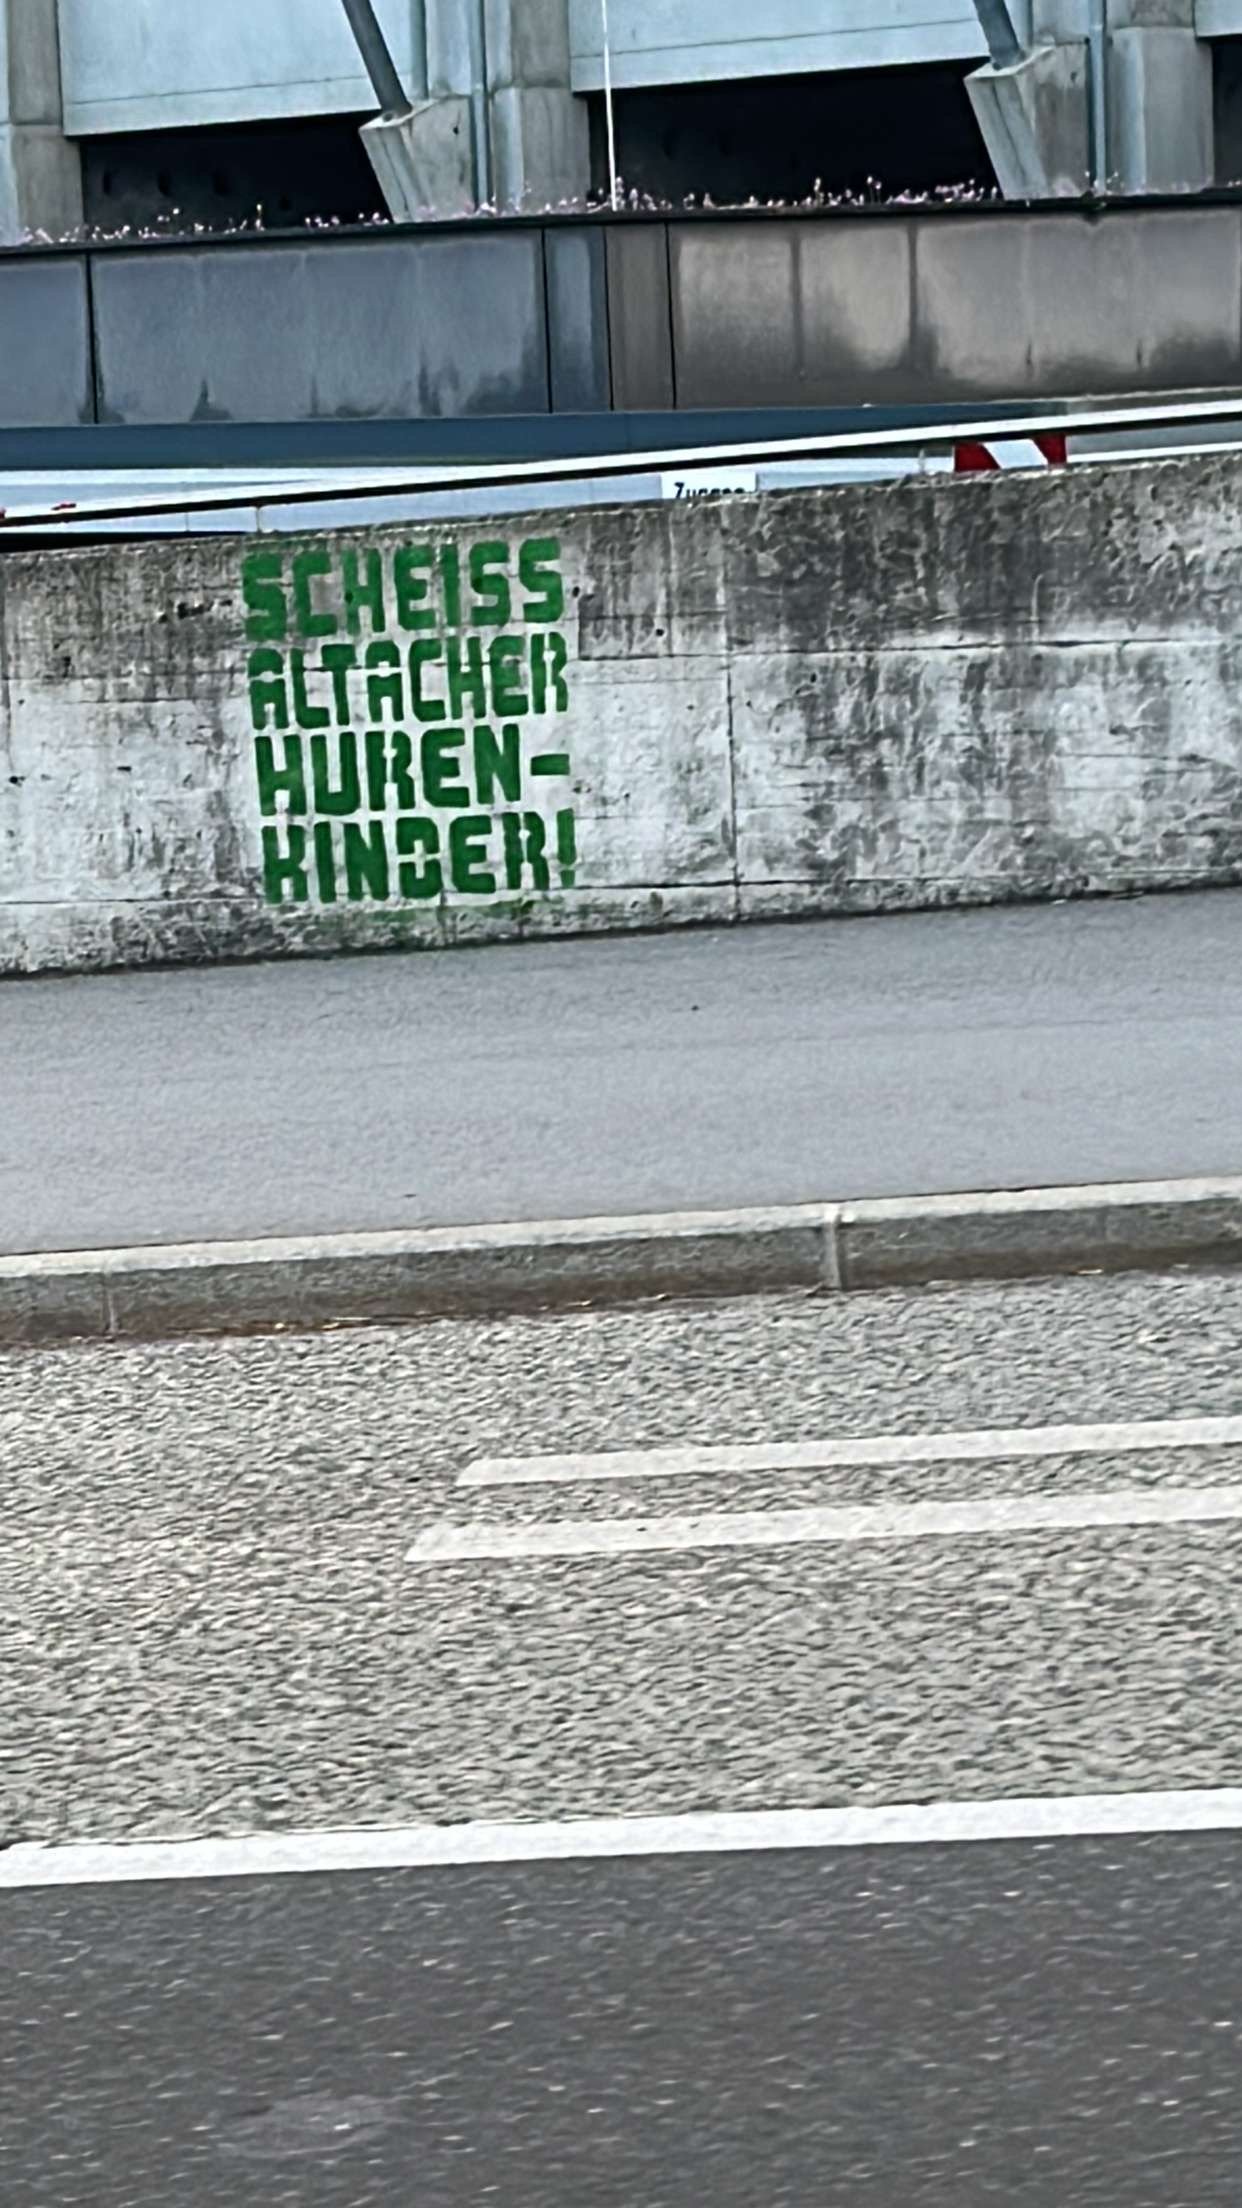 SCHEISS
ALTACHER
HUREN-
KINDER!